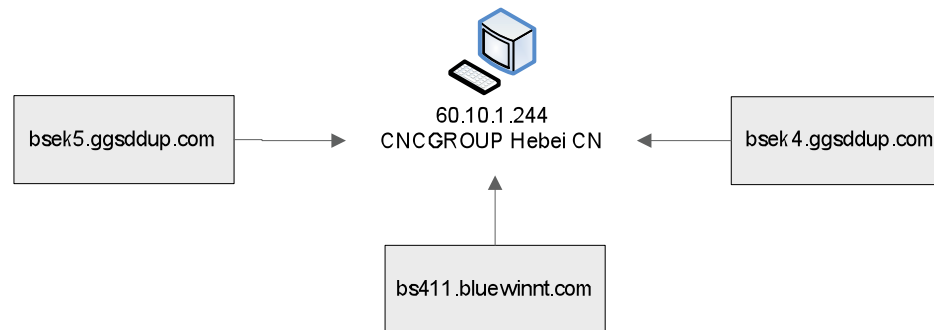 60.10.1.244
CNCGROUP Hebei CN
bsek5.ggsddup.com
bsek4.ggsddup.com
bs411.bluewinnt.com